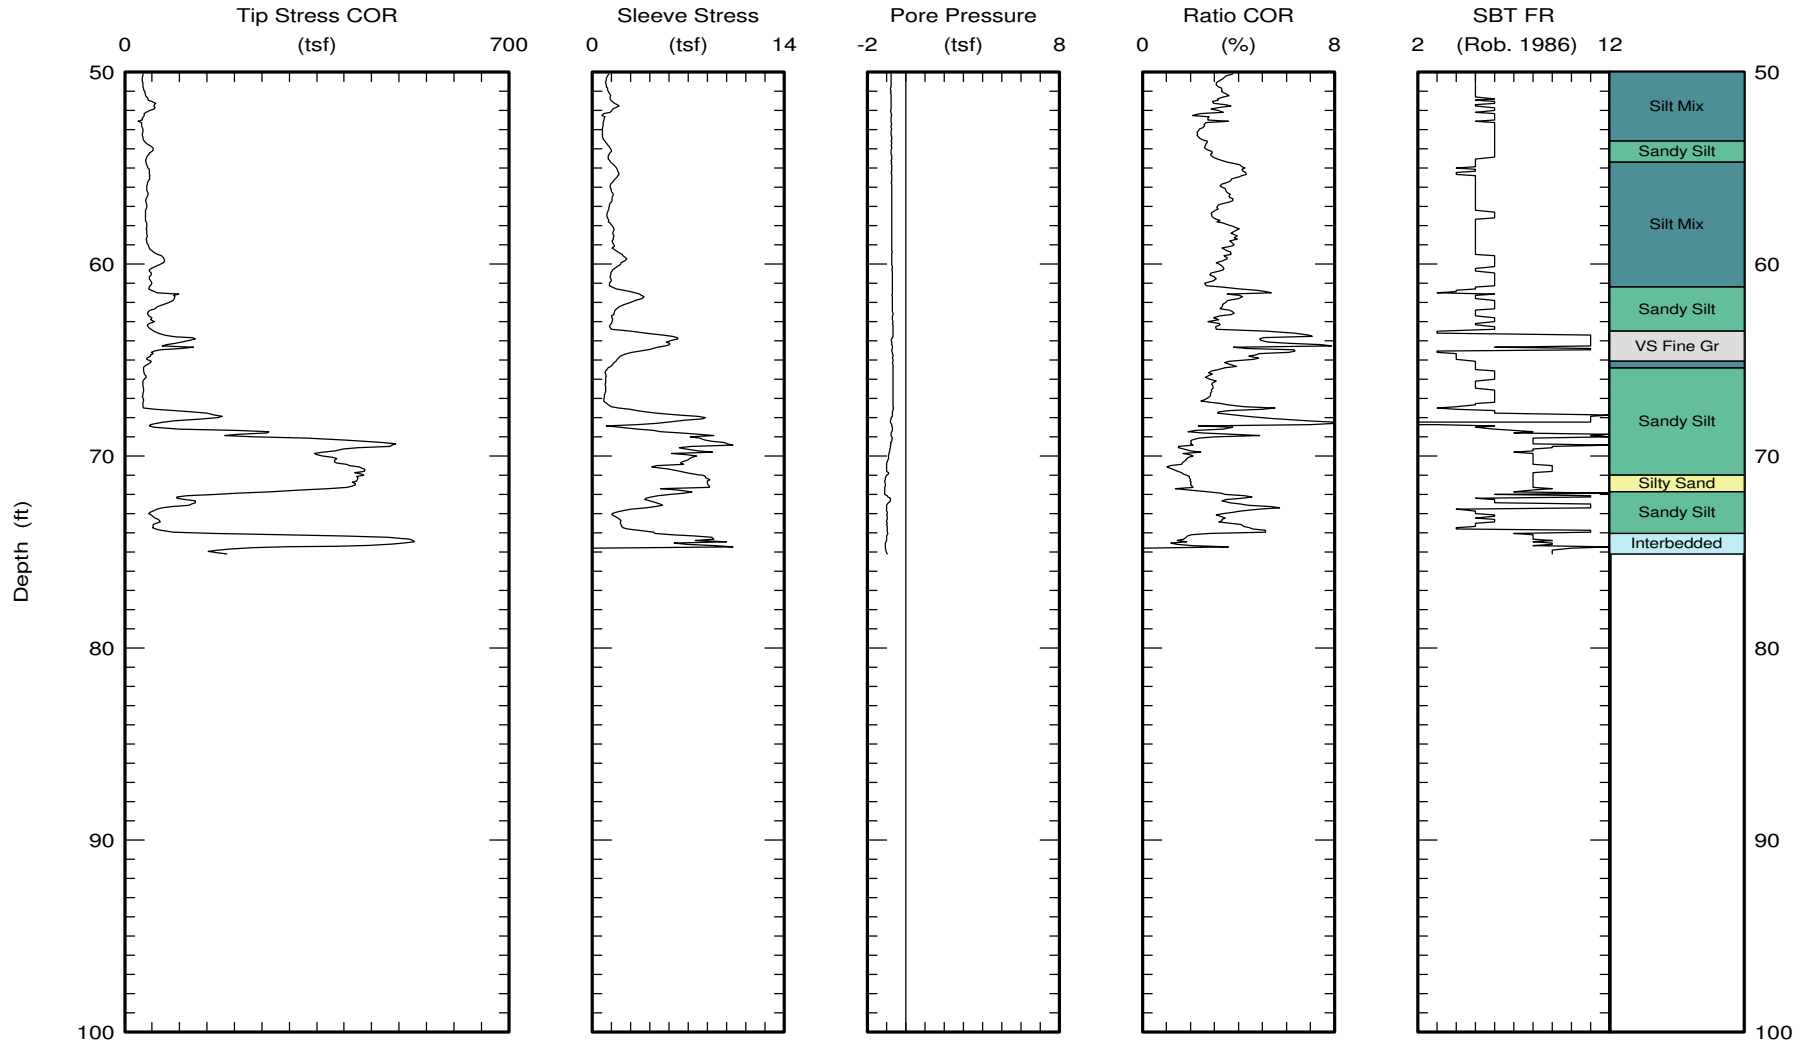 Tip Stress COR Sleeve Stress Pore Pressure Ratio COR SBT FR
0 (tsf) 700 0 (tsf) 14 -2 (tsf) 8 0 (%) 8 2 (Rob. 1986) 12
50 50
Silt Mix
Sandy Silt
Silt Mix
60 60
Sandy Silt
VS Fine Gr
Sandy Silt
70 70
Silty Sand
Sandy Silt
Interbedded
Depth (ft)
80 80
90 90
100 100